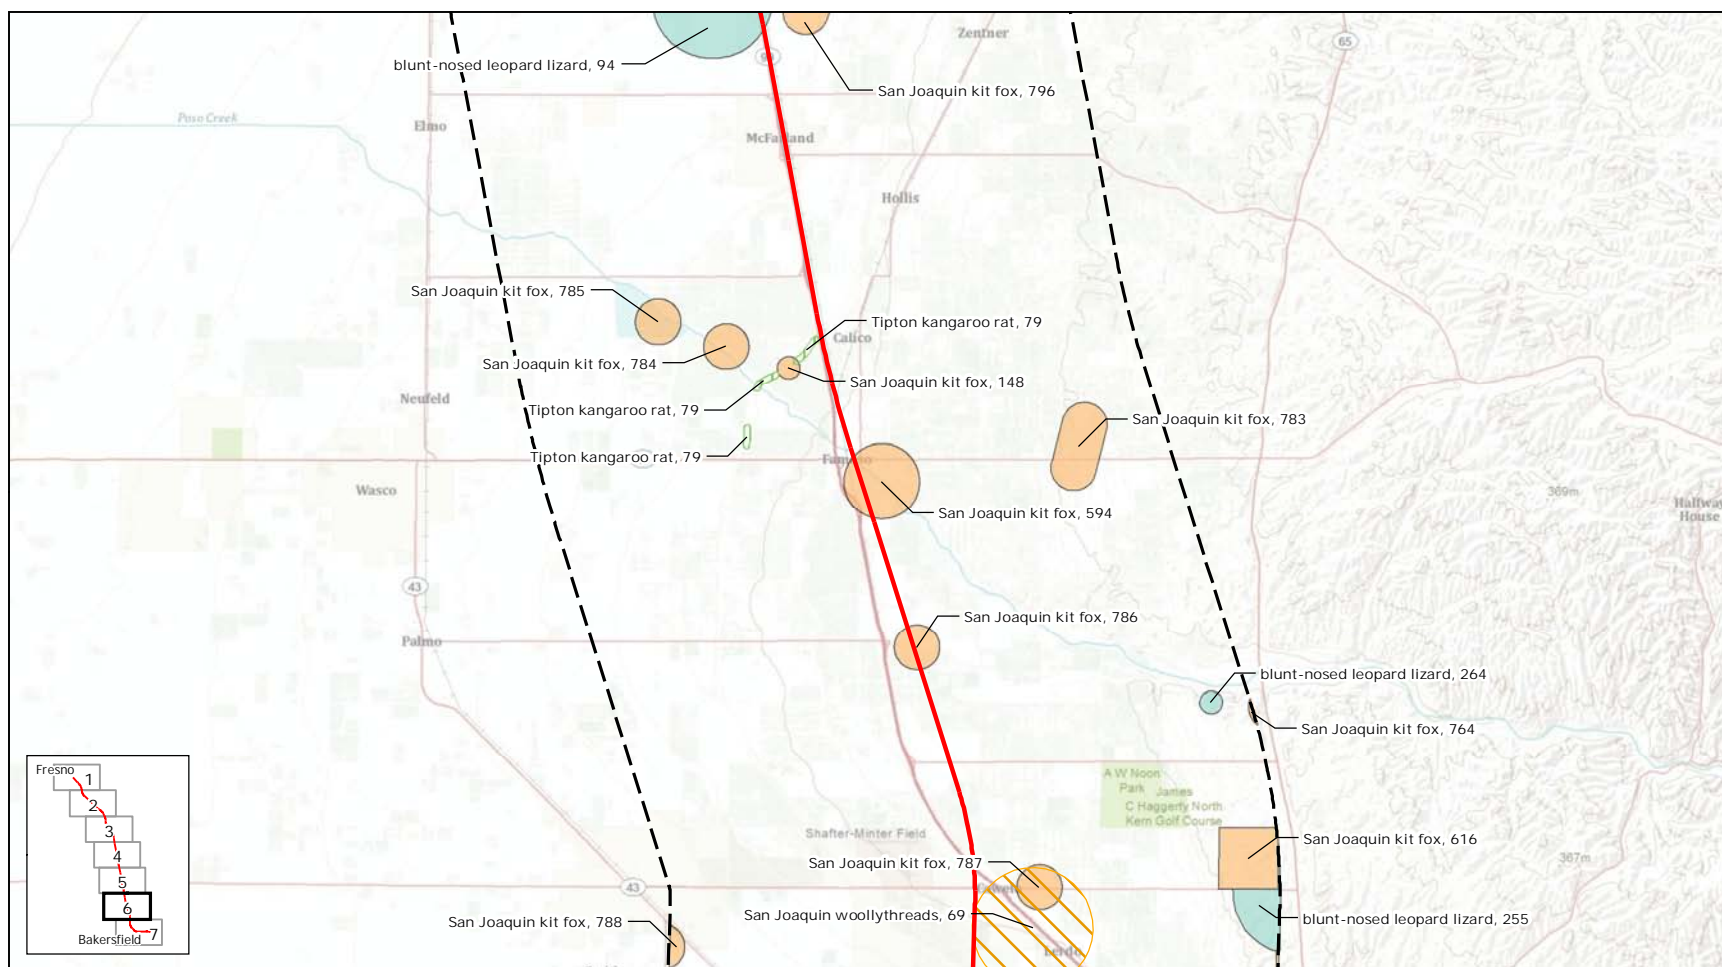 Zentner
65
99
blunt-nosed leopard lizard, 94
San Joaquin kit fox, 796
Poso Creek
Elmo
McFarland
Hollis
San Joaquin kit fox, 785
Tipton kangaroo rat, 79
Calico
San Joaquin kit fox, 784
San Joaquin kit fox, 148
Neufeld
Tipton kangaroo rat, 79
San Joaquin kit fox, 783
Tipton kangaroo rat, 79
Famoso
Wasco
369m
Halfway
House
San Joaquin kit fox, 594
43
San Joaquin kit fox, 786
Palmo
blunt-nosed leopard lizard, 264
San Joaquin kit fox, 764
Fresno
1
2
3
4
5
6
7
Bakersfield
A W Noon
Park
James
C Haggerty North
Kern Golf Course
Shafter-Minter Field
San Joaquin kit fox, 616
367m
San Joaquin kit fox, 787
43
San Joaquin woollythreads, 69
San Joaquin kit fox, 788
blunt-nosed leopard lizard, 255
Lerdo